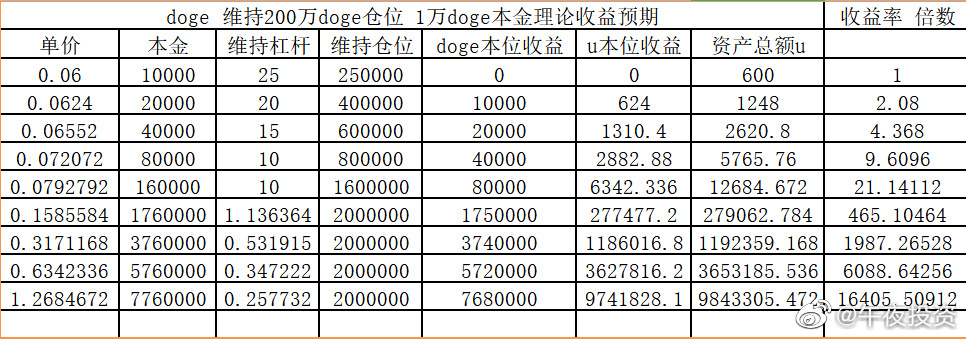 doge 维持200万doge仓位 1万doge本金理论收益预期 收益率 倍数
单价 本金 维持杠杆 维持仓位 doge本位收益 u本位收益 资产总额u
0.06 10000 25 250000 0 0 600 1
0.0624 20000 20 400000 10000 624 1248 2.08
0.06552 40000 15 600000 20000 1310.4 2620.8 4.368
0.072072 80000 10 800000 40000 2882.88 5765.76 9.6096
0.0792792 160000 10 1600000 80000 6342.336 12684.672 21.14112
0.1585584 1760000 1.136364 2000000 1750000 277477.2 279062.784 465.10464
0.3171168 3760000 0.531915 2000000 3740000 1186016.8 1192359.168 1987.26528
0.6342336 5760000 0.347222 2000000 5720000 3627816.2 3653185.536 6088.64256
1.2684672 7760000 0.257732 2000000 7680000 9741828.1 9843305.472 16405.50912
@午夜投资